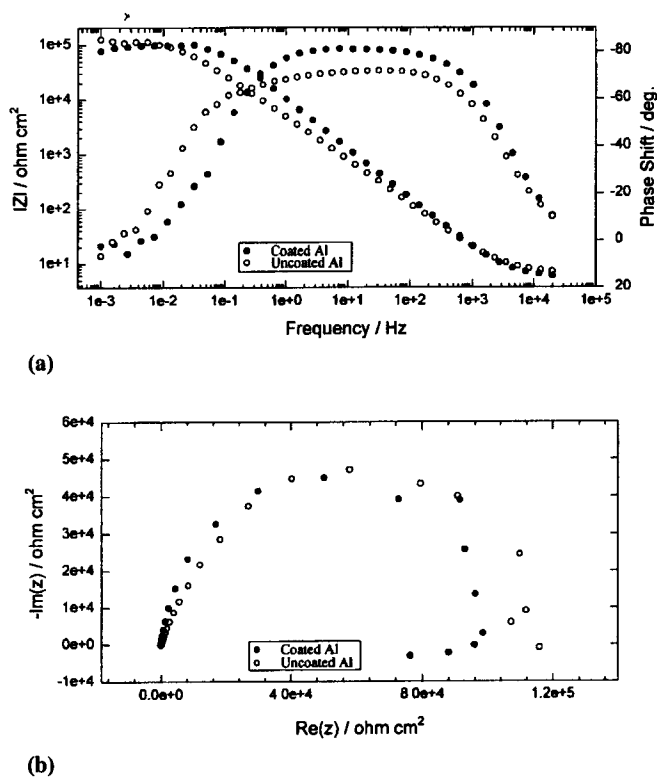 1e+5
1e+4
1e+3
1e+2
1e+1
|Z| / ohm cm²
-80
-60
-40
-20
0
20
Phase Shift / deg.
Coated Al
Uncoated Al
1e-3 1e-2 1e-1 1e+0 1e+1 1e+2 1e+3 1e+4 1e+5
Frequency / Hz
(a)
6e+4
5e+4
4e+4
3e+4
2e+4
1e+4
0e+0
-1e+4
-Im(z) / ohm cm²
Coated Al
Uncoated Al
0.0e+0 4.0e+4 8.0e+4 1.2e+5
Re(z) / ohm cm²
(b)